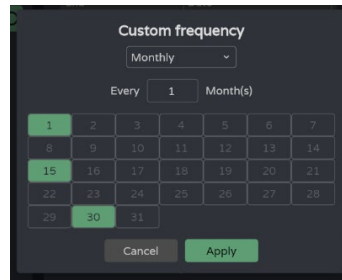 Custom frequency
Monthly
Every 1 Month(s)
1 2 3 4 5 6 7
8 9 10 11 12 13 14
15 16 17 18 19 20 21
22 23 24 25 26 27 28
29 30 31
Cancel Apply